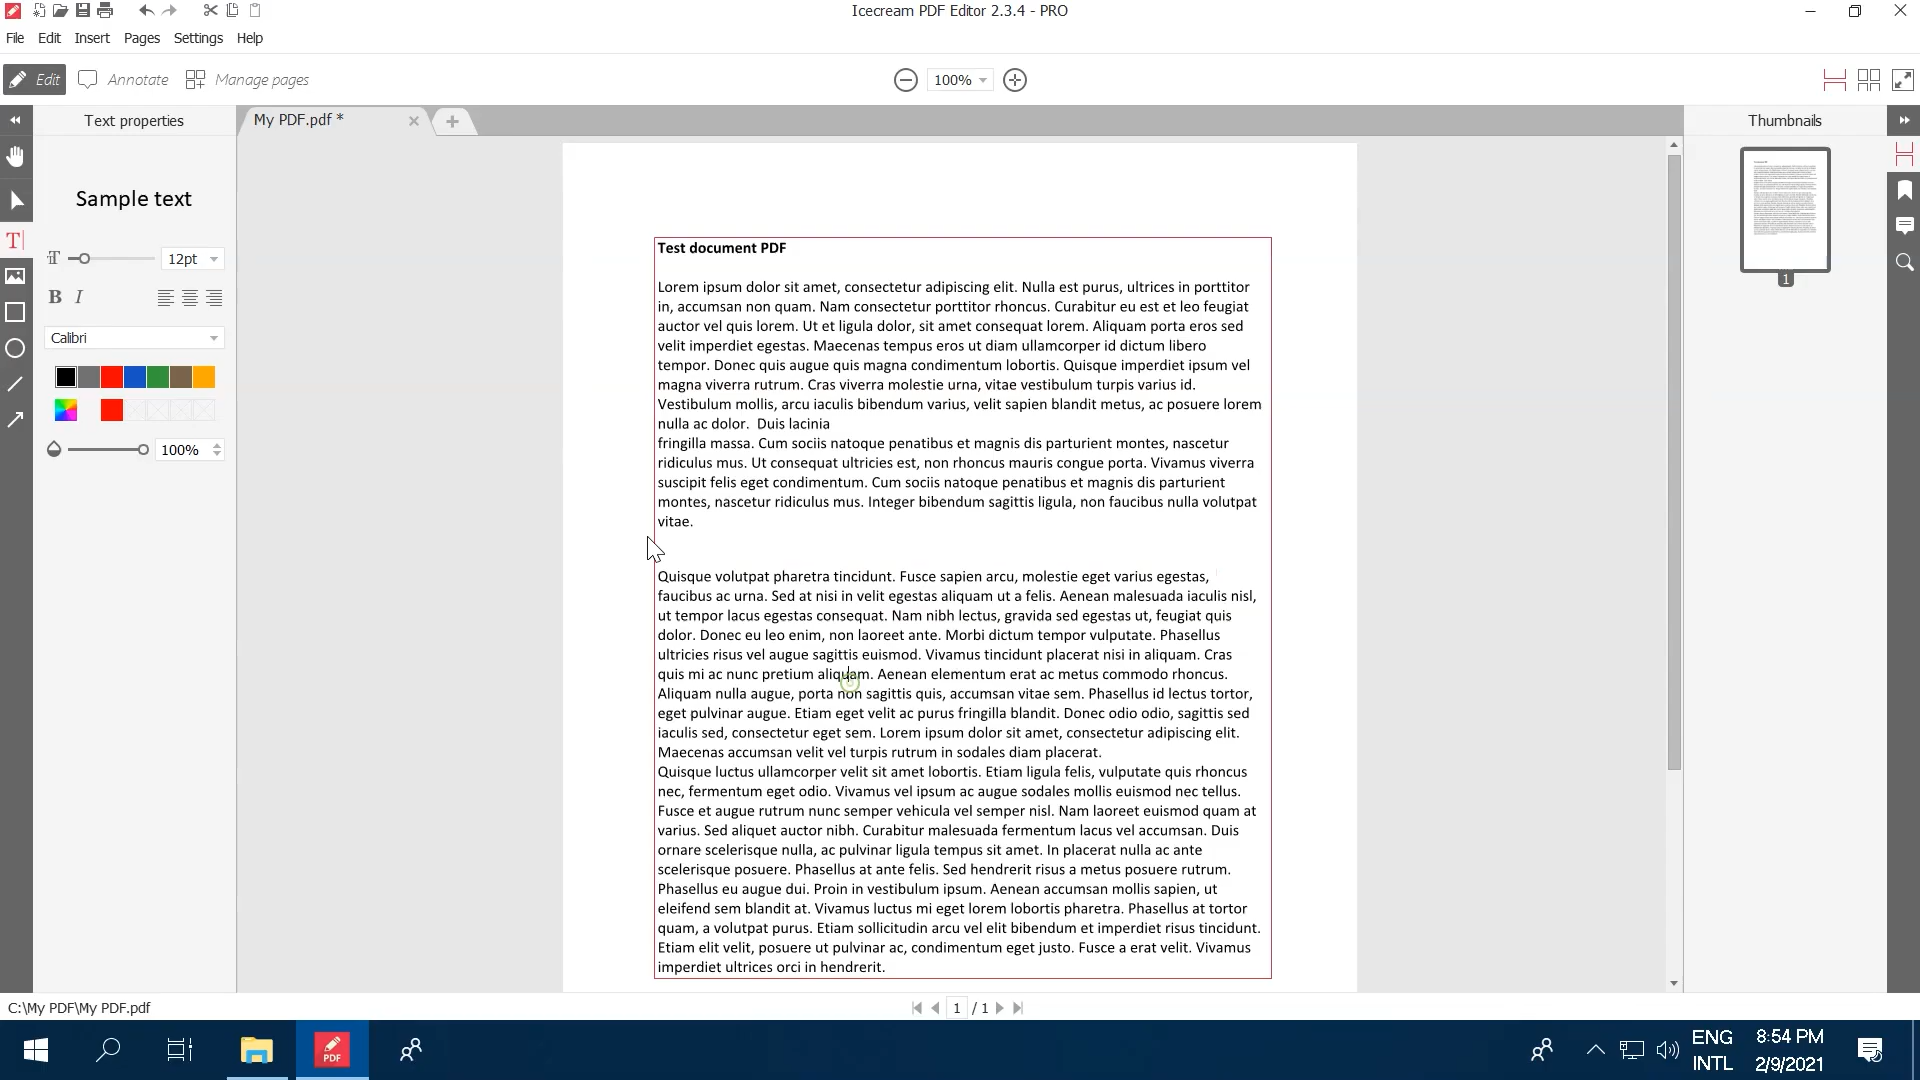 Icecream PDF Editor 2.3.4 - PRO
File Edit Insert Pages Settings Help
Edit Annotate Manage pages 100%
Text properties My PDF.pdf * Thumbnails
Sample text
12pt
B I
Calibri
100%
Test document PDF
Lorem ipsum dolor sit amet, consectetur adipiscing elit. Nulla est purus, ultrices in porttitor
in, accumsan non quam. Nam consectetur porttitor rhoncus. Curabitur eu est et leo feugiat
auctor vel quis lorem. Ut et ligula dolor, sit amet consequat lorem. Aliquam porta eros sed
velit imperdiet egestas. Maecenas tempus eros ut diam ullamcorper id dictum libero
tempor. Donec quis augue quis magna condimentum lobortis. Quisque imperdiet ipsum vel
magna viverra rutrum. Cras viverra molestie urna, vitae vestibulum turpis varius id.
Vestibulum mollis, arcu iaculis bibendum varius, velit sapien blandit metus, ac posuere lorem
nulla ac dolor.  Duis lacinia
fringilla massa. Cum sociis natoque penatibus et magnis dis parturient montes, nascetur
ridiculus mus. Ut consequat ultricies est, non rhoncus mauris congue porta. Vivamus viverra
suscipit felis eget condimentum. Cum sociis natoque penatibus et magnis dis parturient
montes, nascetur ridiculus mus. Integer bibendum sagittis ligula, non faucibus nulla volutpat
vitae.
Quisque volutpat pharetra tincidunt. Fusce sapien arcu, molestie eget varius egestas,
faucibus ac urna. Sed at nisi in velit egestas aliquam ut a felis. Aenean malesuada iaculis nisl,
ut tempor lacus egestas consequat. Nam nibh lectus, gravida sed egestas ut, feugiat quis
dolor. Donec eu leo enim, non laoreet ante. Morbi dictum tempor vulputate. Phasellus
ultricies risus vel augue sagittis euismod. Vivamus tincidunt placerat nisi in aliquam. Cras
quis mi ac nunc pretium aliquam. Aenean elementum erat ac metus commodo rhoncus.
Aliquam nulla augue, porta non sagittis quis, accumsan vitae sem. Phasellus id lectus tortor,
eget pulvinar augue. Etiam eget velit ac purus fringilla blandit. Donec odio odio, sagittis sed
iaculis sed, consectetur eget sem. Lorem ipsum dolor sit amet, consectetur adipiscing elit.
Maecenas accumsan velit vel turpis rutrum in sodales diam placerat.
Quisque luctus ullamcorper velit sit amet lobortis. Etiam ligula felis, vulputate quis rhoncus
nec, fermentum eget odio. Vivamus vel ipsum ac augue sodales mollis euismod nec tellus.
Fusce et augue rutrum nunc semper vehicula vel semper nisl. Nam laoreet euismod quam at
varius. Sed aliquet auctor nibh. Curabitur malesuada fermentum lacus vel accumsan. Duis
ornare scelerisque nulla, ac pulvinar ligula tempus sit amet. In placerat nulla ac ante
scelerisque posuere. Phasellus at ante felis. Sed hendrerit risus a metus posuere rutrum.
Phasellus eu augue dui. Proin in vestibulum ipsum. Aenean accumsan mollis sapien, ut
eleifend sem blandit at. Vivamus luctus mi eget lorem lobortis pharetra. Phasellus at tortor
quam, a volutpat purus. Etiam sollicitudin arcu vel elit bibendum et imperdiet risus tincidunt.
Etiam elit velit, posuere ut pulvinar ac, condimentum eget justo. Fusce a erat velit. Vivamus
imperdiet ultrices orci in hendrerit.
1
C:\My PDF\My PDF.pdf 1 / 1
PDF
ENG 8:54 PM
INTL 2/9/2021